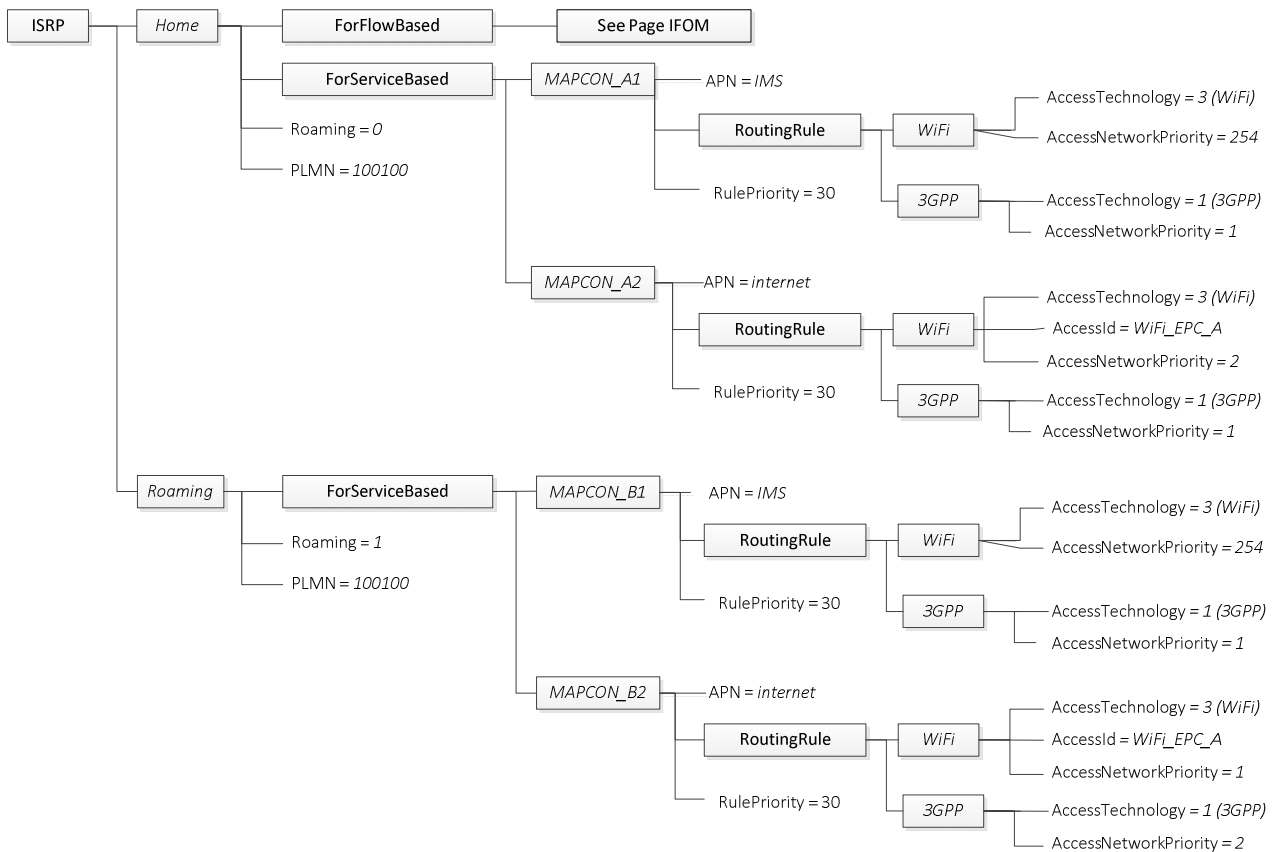 ISRP
Home
ForFlowBased
See Page IFOM
ForServiceBased
MAPCON_A1
APN = IMS
RoutingRule
WiFi
AccessTechnology = 3 (WiFi)
AccessNetworkPriority = 254
Roaming = 0
PLMN = 100100
RulePriority = 30
3GPP
AccessTechnology = 1 (3GPP)
AccessNetworkPriority = 1
MAPCON_A2
APN = internet
RoutingRule
WiFi
AccessTechnology = 3 (WiFi)
AccessId = WiFi_EPC_A
AccessNetworkPriority = 2
RulePriority = 30
3GPP
AccessTechnology = 1 (3GPP)
AccessNetworkPriority = 1
Roaming
ForServiceBased
MAPCON_B1
APN = IMS
RoutingRule
WiFi
AccessTechnology = 3 (WiFi)
AccessNetworkPriority = 254
Roaming = 1
PLMN = 100100
RulePriority = 30
3GPP
AccessTechnology = 1 (3GPP)
AccessNetworkPriority = 1
MAPCON_B2
APN = internet
RoutingRule
WiFi
AccessTechnology = 3 (WiFi)
AccessId = WiFi_EPC_A
AccessNetworkPriority = 1
RulePriority = 30
3GPP
AccessTechnology = 1 (3GPP)
AccessNetworkPriority = 2